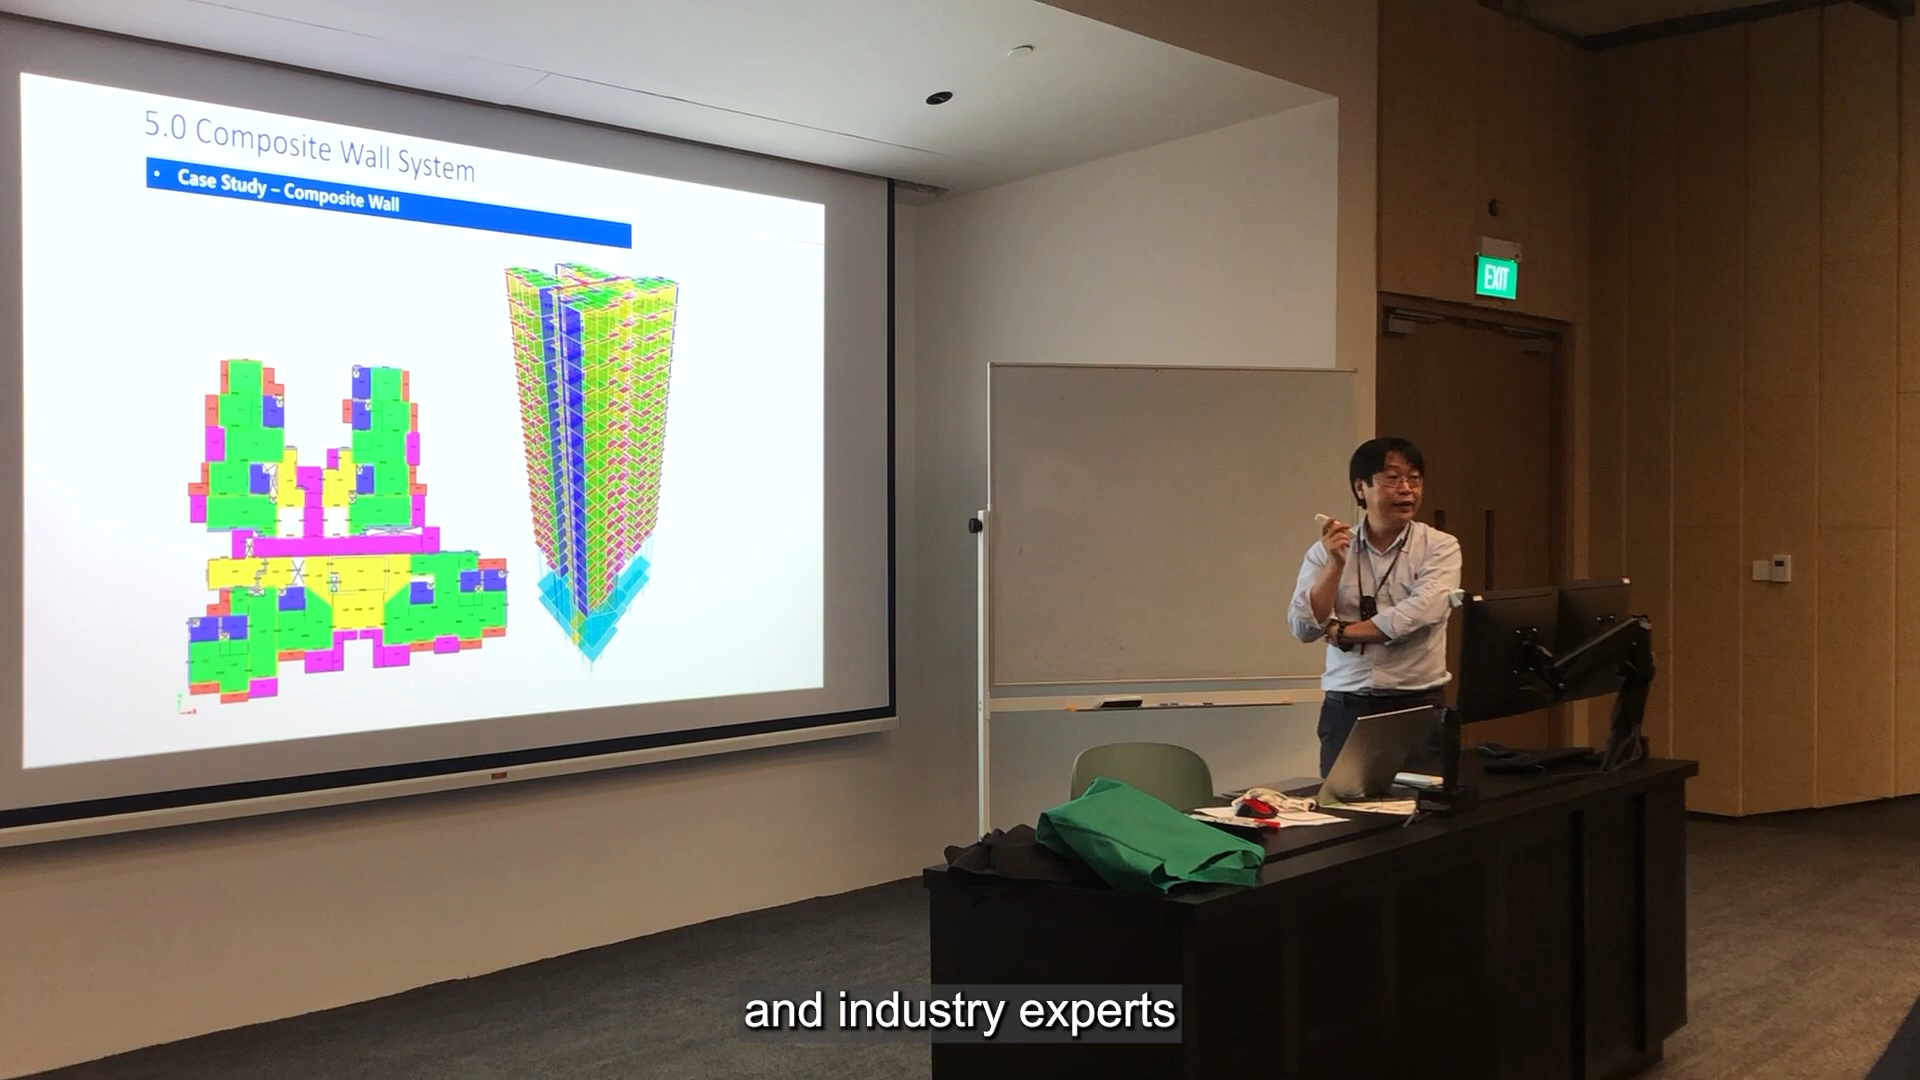 5.0 Composite Wall System
• Case Study – Composite Wall
EXIT
and industry experts